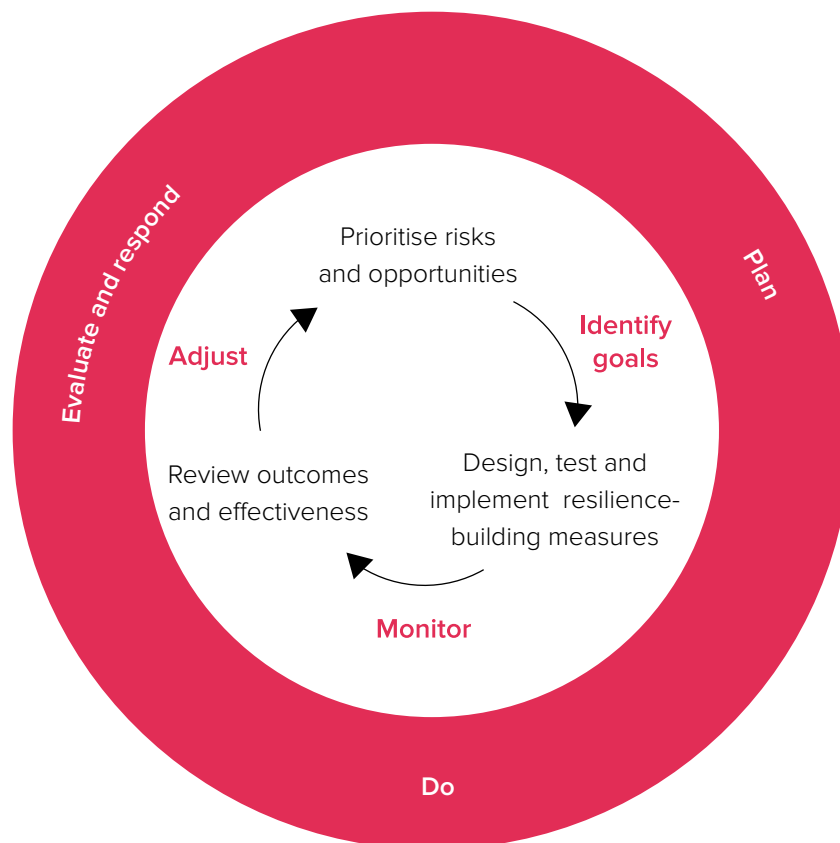 Evaluate and respond
Plan
Prioritise risks
and opportunities
Identify
goals
Adjust
Design, test and
implement resilience-
building measures
Review outcomes
and effectiveness
Monitor
Do